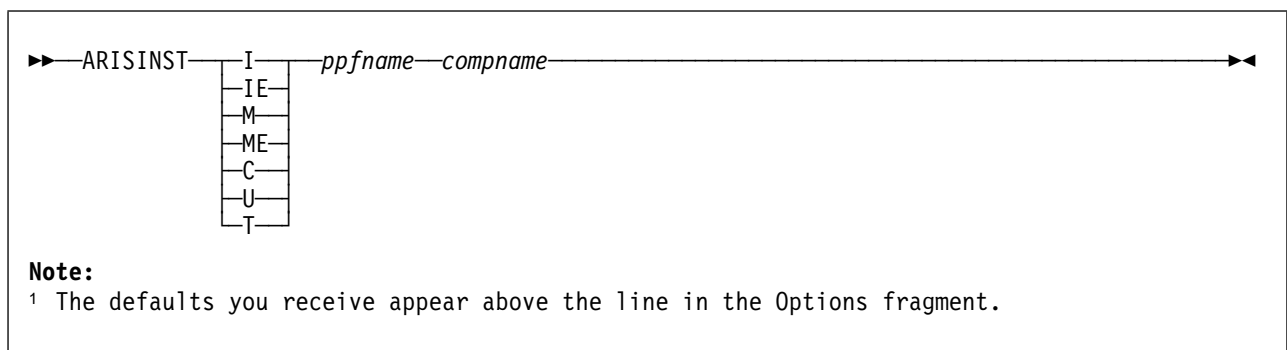 ►►──ARISINST──┬─I──┬──ppfname──compname──►◄
├─IE─┤
├─M──┤
├─ME─┤
├─C──┤
├─U──┤
└─T──┘
Note:
¹ The defaults you receive appear above the line in the Options fragment.